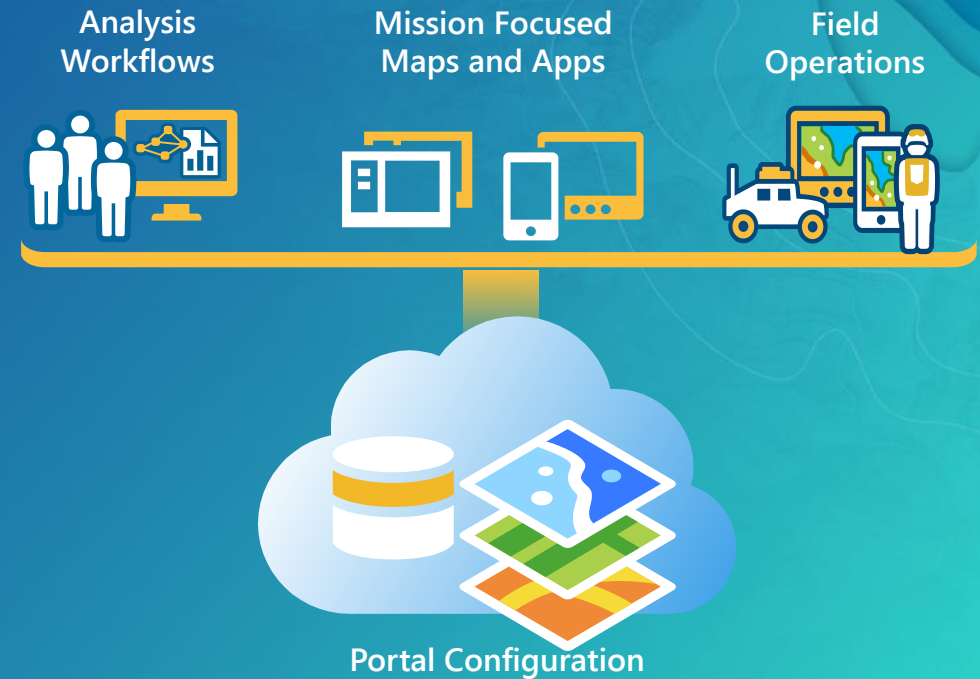 Analysis
Workflows
Mission Focused
Maps and Apps
Field
Operations
Portal Configuration